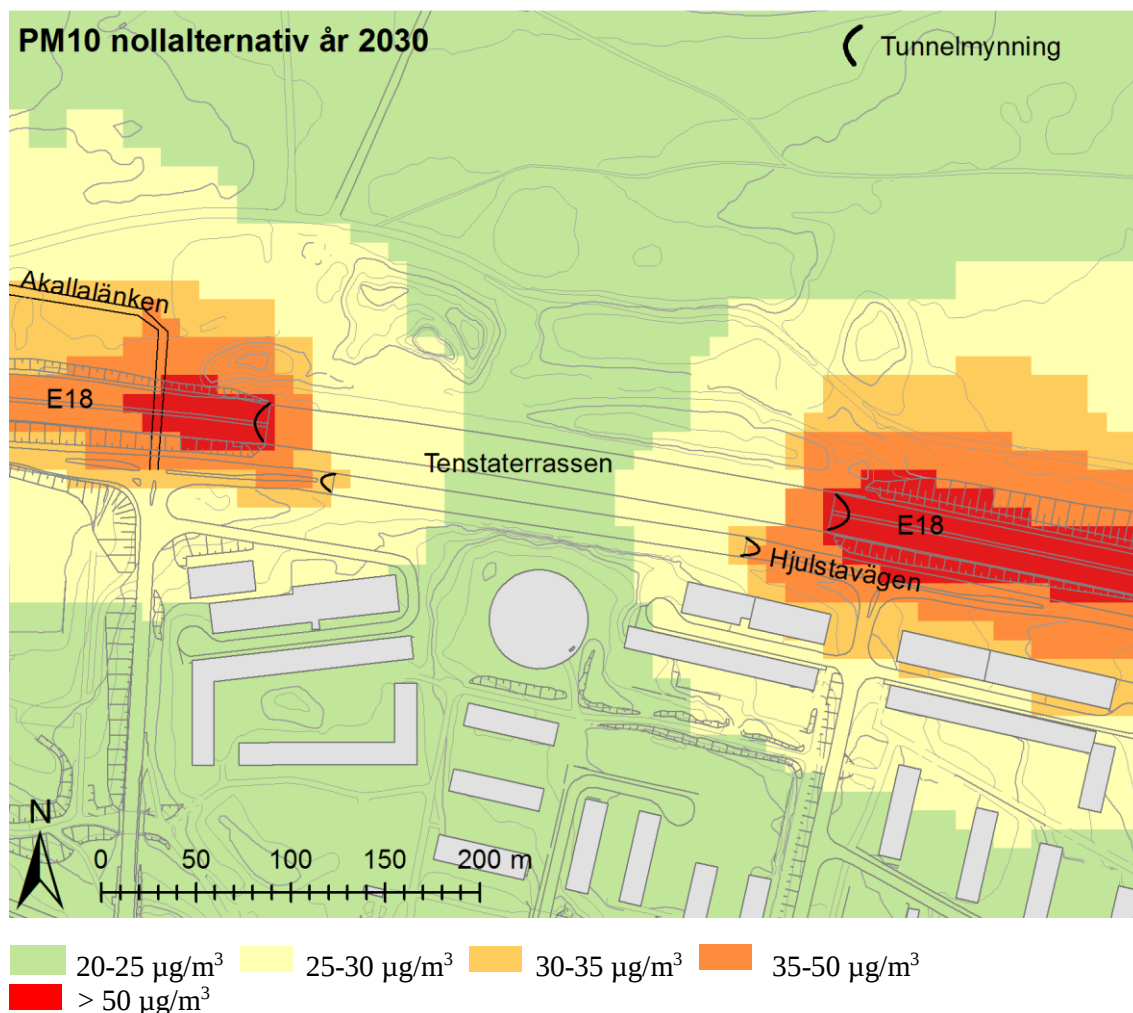 PM10 nollalternativ år 2030
Tunnelmynning
Akallalänken
E18
Tenstaterrassen
E18
Hjulstavägen
N
0 50 100 150 200 m
20-25 µg/m³ 25-30 µg/m³ 30-35 µg/m³ 35-50 µg/m³
> 50 µg/m³